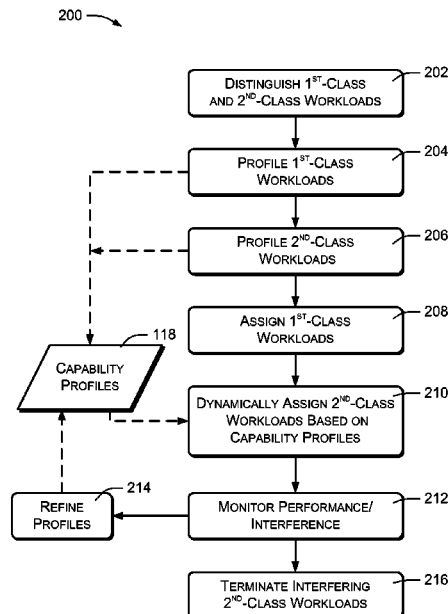 200
202
DISTINGUISH 1ST-CLASS
AND 2ND-CLASS WORKLOADS
204
PROFILE 1ST-CLASS
WORKLOADS
206
PROFILE 2ND-CLASS
WORKLOADS
208
ASSIGN 1ST-CLASS
WORKLOADS
118
CAPABILITY
PROFILES
210
DYNAMICALLY ASSIGN 2ND-CLASS
WORKLOADS BASED ON
CAPABILITY PROFILES
214
REFINE
PROFILES
212
MONITOR PERFORMANCE/
INTERFERENCE
216
TERMINATE INTERFERING
2ND-CLASS WORKLOADS